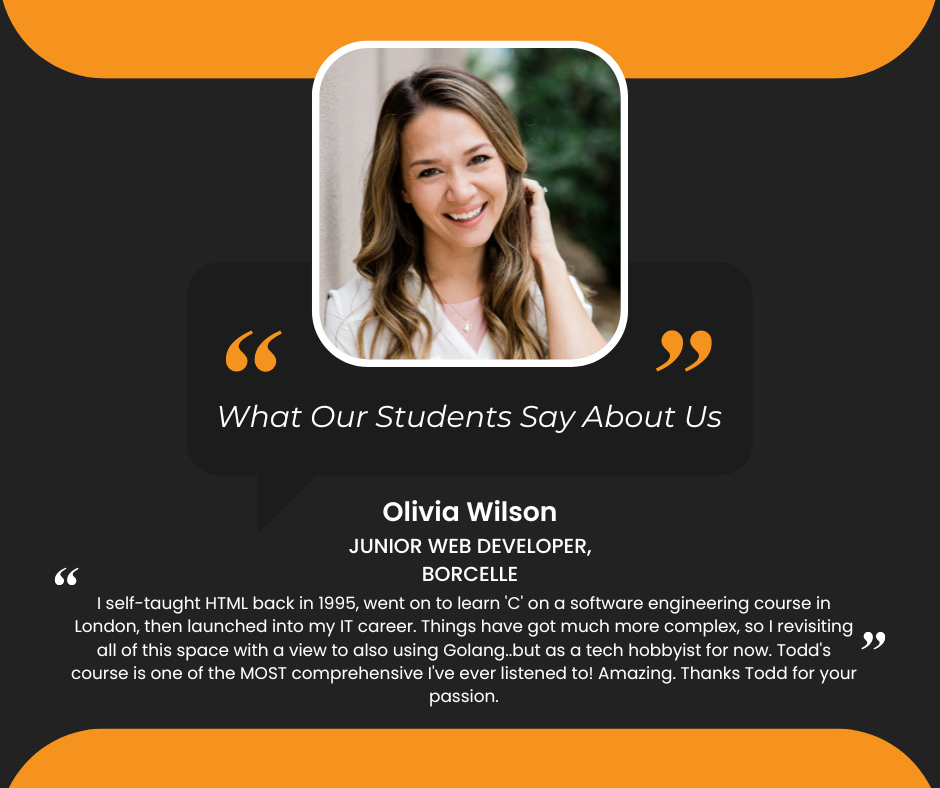 “ ”
What Our Students Say About Us
Olivia Wilson
JUNIOR WEB DEVELOPER,
BORCELLE
“
I self-taught HTML back in 1995, went on to learn 'C' on a software engineering course in
London, then launched into my IT career. Things have got much more complex, so I revisiting
all of this space with a view to also using Golang..but as a tech hobbyist for now. Todd's
course is one of the MOST comprehensive I've ever listened to! Amazing. Thanks Todd for your
passion.
”